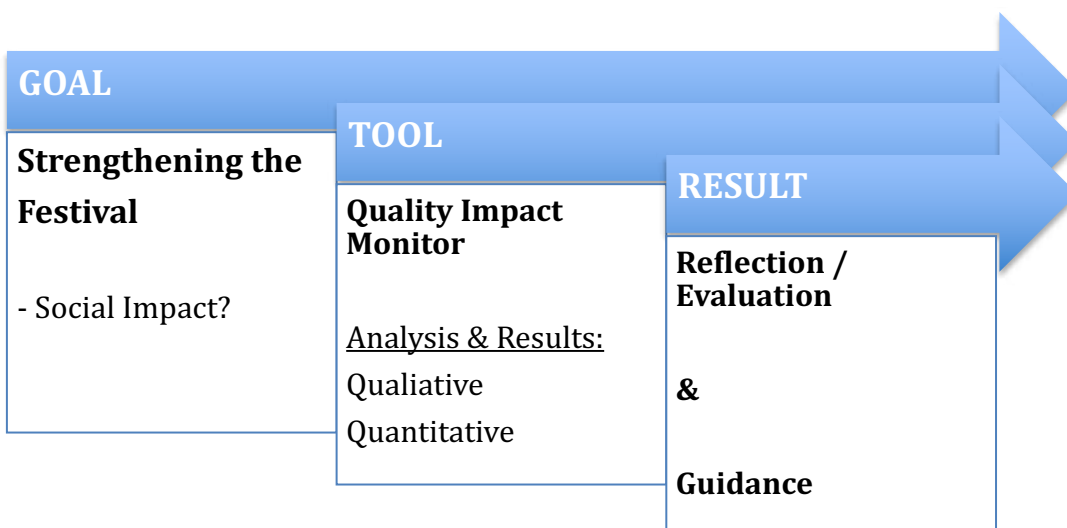 GOAL
Strengthening the
Festival
- Social Impact?
TOOL
Quality Impact
Monitor
Analysis & Results:
Qualiative
Quantitative
RESULT
Reflection /
Evaluation
&
Guidance